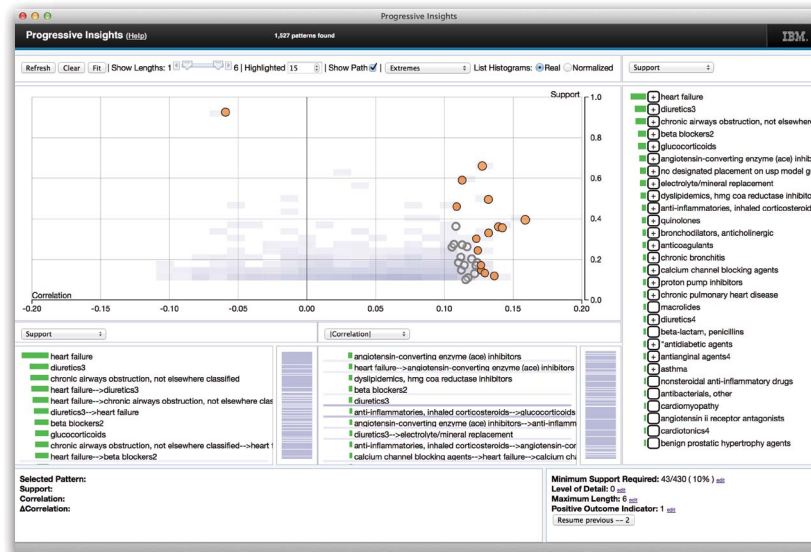 Progressive Insights
Progressive Insights (Help) 1,527 patterns found IBM.
Refresh Clear Fit | Show Lengths: 1 6 | Highlighted 15 | Show Path | Extremes List Histograms: Real Normalized Support
Support 1.0
0.8
0.6
0.4
0.2
Correlation 0.0
-0.20 -0.15 -0.10 -0.05 0.00 0.05 0.10 0.15 0.20
heart failure
diuretics3
chronic airways obstruction, not elsewhere
beta blockers2
glucocorticoids
angiotensin-converting enzyme (ace) inhib
no designated placement on usp model g
electrolyte/mineral replacement
dyslipidemics, hmg coa reductase inhibito
anti-inflammatories, inhaled corticosteroid
quinolones
bronchodilators, anticholinergic
anticoagulants
chronic bronchitis
calcium channel blocking agents
proton pump inhibitors
chronic pulmonary heart disease
macrolides
diuretics4
beta-lactam, penicillins
*antidiabetic agents
antianginal agents4
asthma
nonsteroidal anti-inflammatory drugs
antibacterials, other
cardiomyopathy
angiotensin ii receptor antagonists
cardiotonics4
benign prostatic hypertrophy agents
Support
heart failure
diuretics3
chronic airways obstruction, not elsewhere classified
heart failure-->diuretics3
heart failure-->chronic airways obstruction, not elsewhere clas
diuretics3-->heart failure
beta blockers2
glucocorticoids
chronic airways obstruction, not elsewhere classified-->heart f
heart failure-->beta blockers2
|Correlation|
angiotensin-converting enzyme (ace) inhibitors
heart failure-->angiotensin-converting enzyme (ace) inhibitors
dyslipidemics, hmg coa reductase inhibitors
beta blockers2
diuretics3
anti-inflammatories, inhaled corticosteroids-->glucocorticoids
angiotensin-converting enzyme (ace) inhibitors-->anti-inflamm
diuretics3-->electrolyte/mineral replacement
anti-inflammatories, inhaled corticosteroids-->angiotensin-cor
calcium channel blocking agents-->heart failure-->calcium cha
Selected Pattern:
Support:
Correlation:
ΔCorrelation:
Minimum Support Required: 43/430 ( 10% ) edit
Level of Detail: 0 edit
Maximum Length: 6 edit
Positive Outcome Indicator: 1 edit
Resume previous -- 2